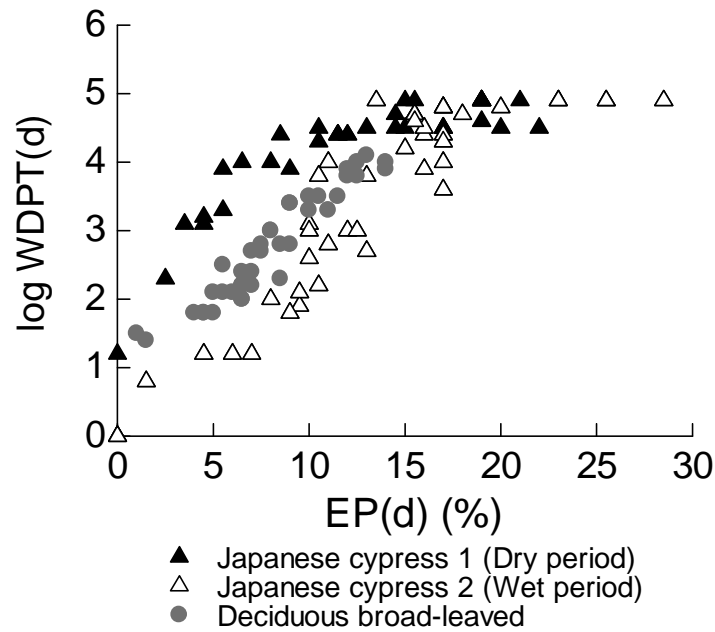 6
5
4
3
2
1
0
log WDPT(d)
0 5 10 15 20 25 30
EP(d) (%)
Japanese cypress 1 (Dry period)
Japanese cypress 2 (Wet period)
Deciduous broad-leaved